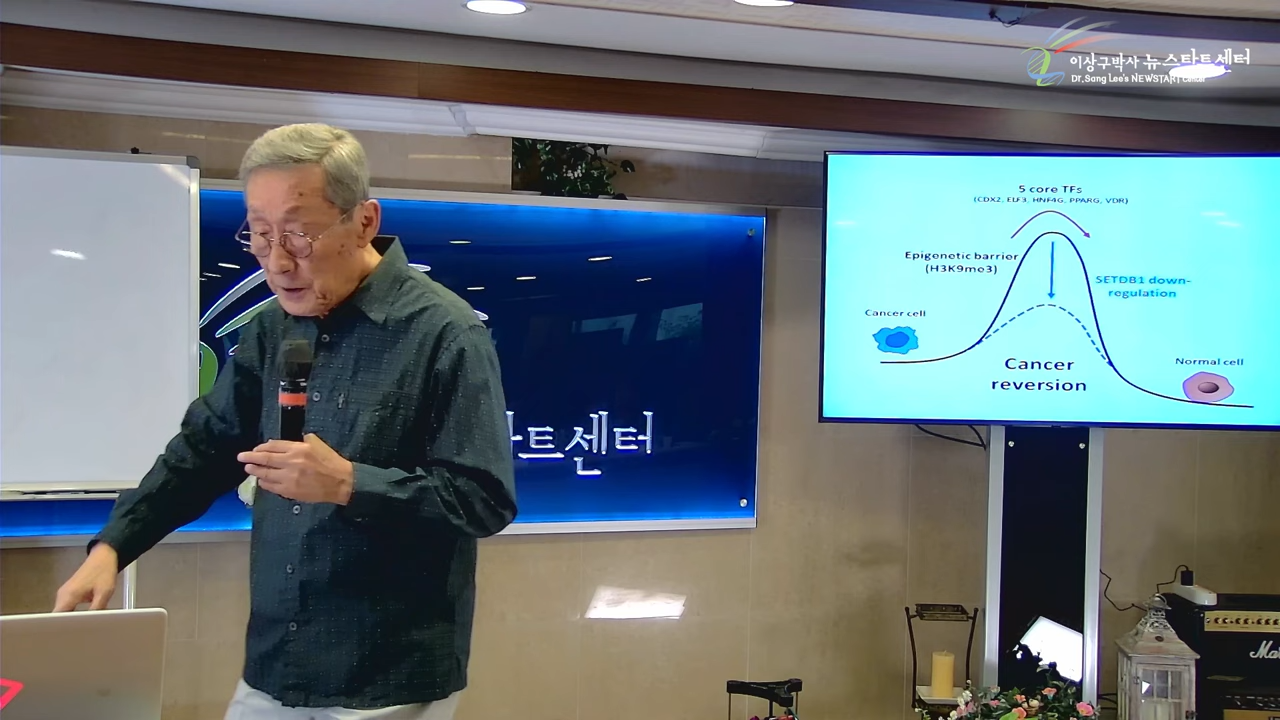 이상구박사 뉴스타트센터
Dr.Sang Lee's NEWSTART Center
5 core TFs
(CDX2, ELF3, HNF4G, PPARG, VDR)
Epigenetic barrier
(H3K9me3)
SETDB1 down-
regulation
Cancer cell
Cancer
reversion
Normal cell
트센터